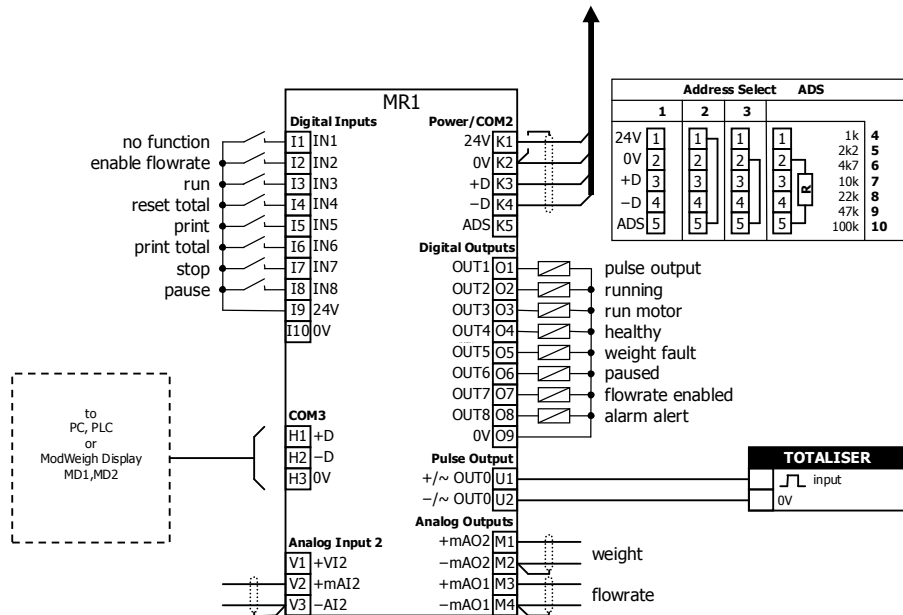 MR1
Digital Inputs
no function I1 IN1
enable flowrate I2 IN2
run I3 IN3
reset total I4 IN4
print I5 IN5
print total I6 IN6
stop I7 IN7
pause I8 IN8
I9 24V
I10 0V
to
PC, PLC
or
ModWeigh Display
MD1,MD2
COM3
H1 +D
H2 −D
H3 0V
Analog Input 2
V1 +VI2
V2 +mAI2
V3 −AI2
Power/COM2
24V K1
0V K2
+D K3
−D K4
ADS K5
Digital Outputs
OUT1 O1 pulse output
OUT2 O2 running
OUT3 O3 run motor
OUT4 O4 healthy
OUT5 O5 weight fault
OUT6 O6 paused
OUT7 O7 flowrate enabled
OUT8 O8 alarm alert
0V O9
Pulse Output
+/~ OUT0 U1
−/~ OUT0 U2
Analog Outputs
+mAO2 M1
−mAO2 M2
weight
+mAO1 M3
−mAO1 M4
flowrate
Address Select ADS
1 2 3
24V 1 1 1 1
0V 2 2 2 2
+D 3 3 3 3
−D 4 4 4 4
ADS 5 5 5 5
R
1k 4
2k2 5
4k7 6
10k 7
22k 8
47k 9
100k 10
TOTALISER
input
0V